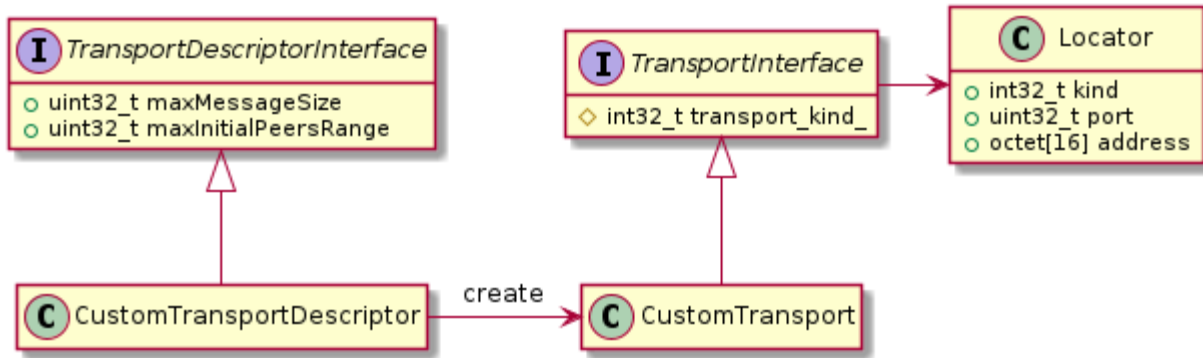 I TransportDescriptorInterface
uint32_t maxMessageSize
uint32_t maxInitialPeersRange
I TransportInterface
int32_t transport_kind_
C Locator
int32_t kind
uint32_t port
octet[16] address
C CustomTransportDescriptor
create
C CustomTransport